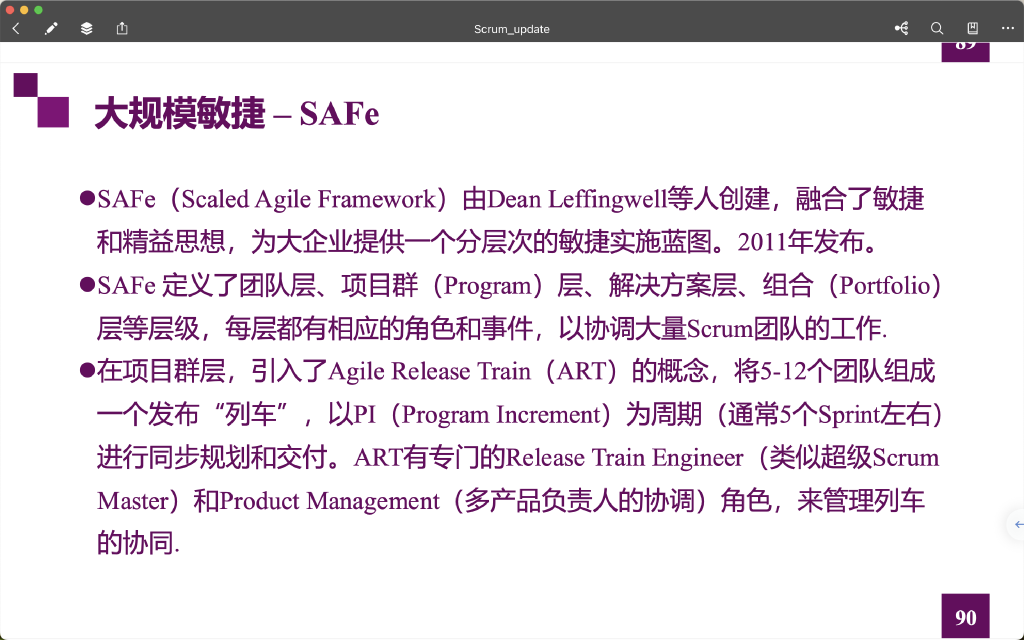 Scrum_update
89
大规模敏捷 – SAFe
●SAFe（Scaled Agile Framework）由Dean Leffingwell等人创建，融合了敏捷
和精益思想，为大企业提供一个分层次的敏捷实施蓝图。2011年发布。
●SAFe 定义了团队层、项目群（Program）层、解决方案层、组合（Portfolio）
层等层级，每层都有相应的角色和事件，以协调大量Scrum团队的工作.
●在项目群层，引入了Agile Release Train（ART）的概念，将5-12个团队组成
一个发布“列车”，以PI（Program Increment）为周期（通常5个Sprint左右）
进行同步规划和交付。ART有专门的Release Train Engineer（类似超级Scrum
Master）和Product Management（多产品负责人的协调）角色，来管理列车
的协同.
90